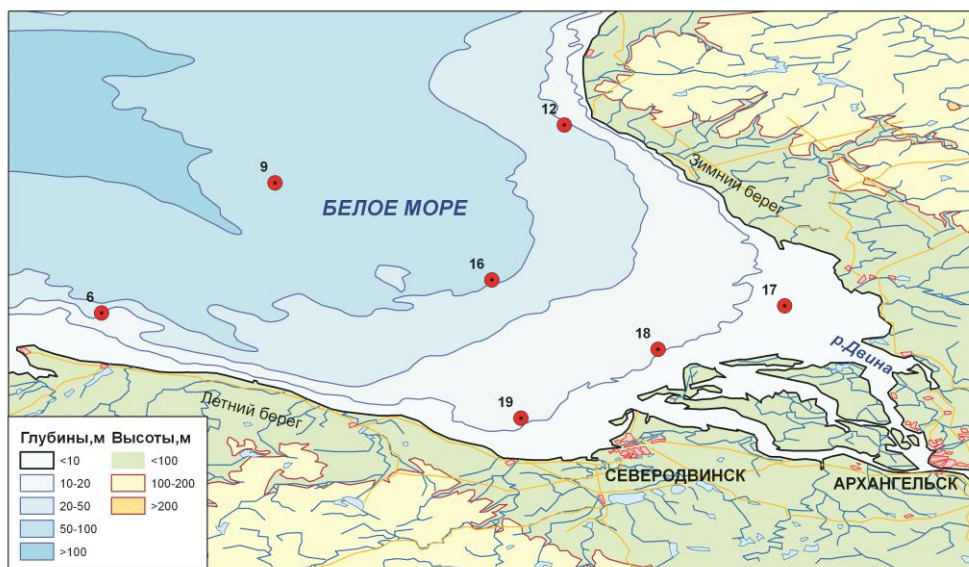 12
Зимний берег
9
БЕЛОЕ МОРЕ
16
6
17
18
р.Двина
19
Летний берег
СЕВЕРОДВИНСК
АРХАНГЕЛЬСК
Глубины,м Высоты,м
<10 <100
10-20 100-200
20-50 >200
50-100
>100